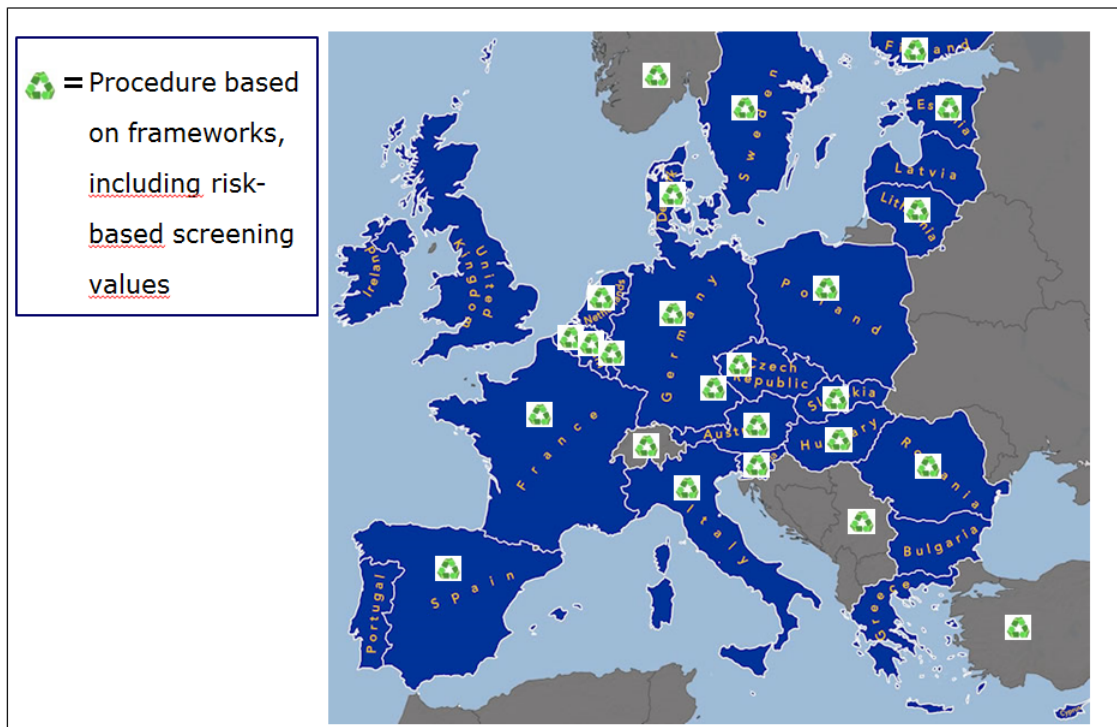 = Procedure based
on frameworks,
including risk-
based screening
values
Finland
Sweden
Estonia
Latvia
Lithuania
Denmark
Ireland
United
Kingdom
Netherlands
Germany
Poland
Czech
Republic
Slovakia
Austria
Hungary
France
Romania
Italy
Bulgaria
Spain
Portugal
Greece
Cyprus